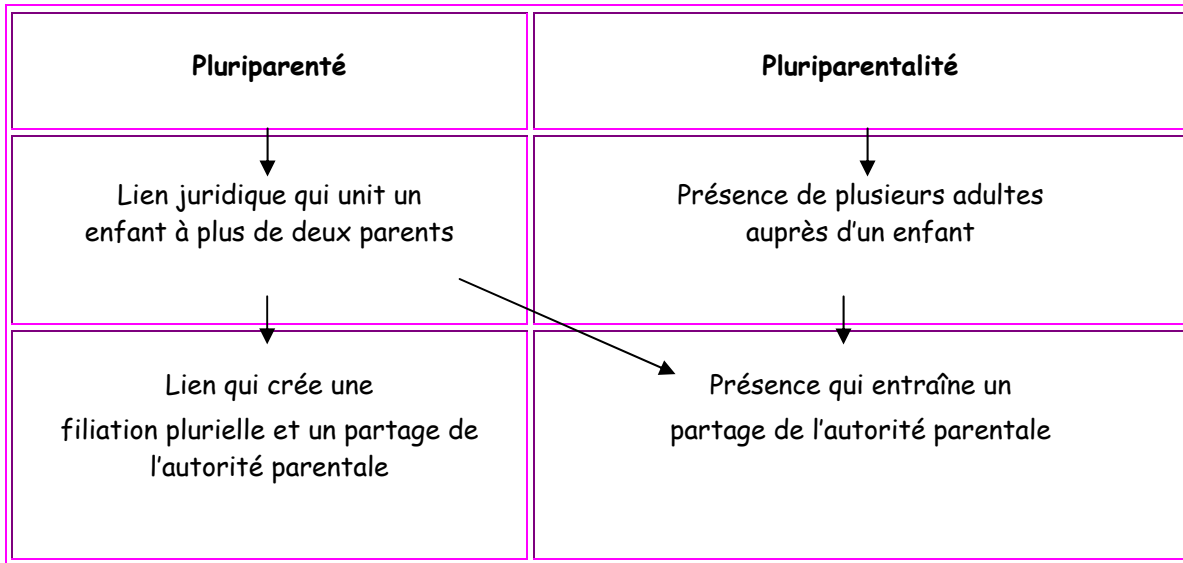 Pluriparenté
Pluriparentalité
Lien juridique qui unit un
enfant à plus de deux parents
Présence de plusieurs adultes
auprès d'un enfant
Lien qui crée une
filiation plurielle et un partage de
l'autorité parentale
Présence qui entraîne un
partage de l'autorité parentale